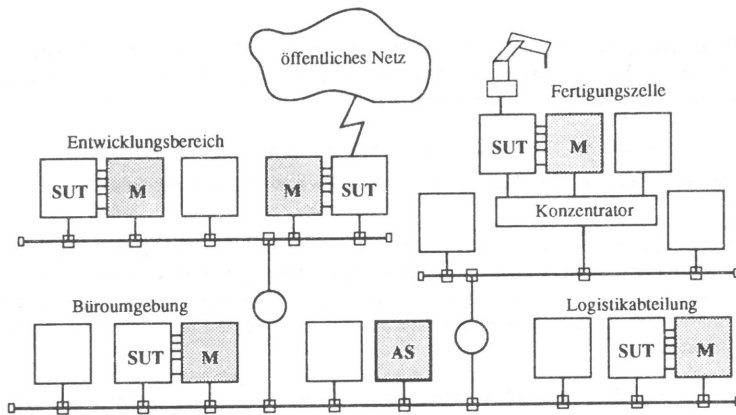 öffentliches Netz
Fertigungszelle
Entwicklungsbereich
SUT M
SUT M
M SUT
Konzentrator
Büroumgebung
Logistikabteilung
SUT M
AS
SUT M